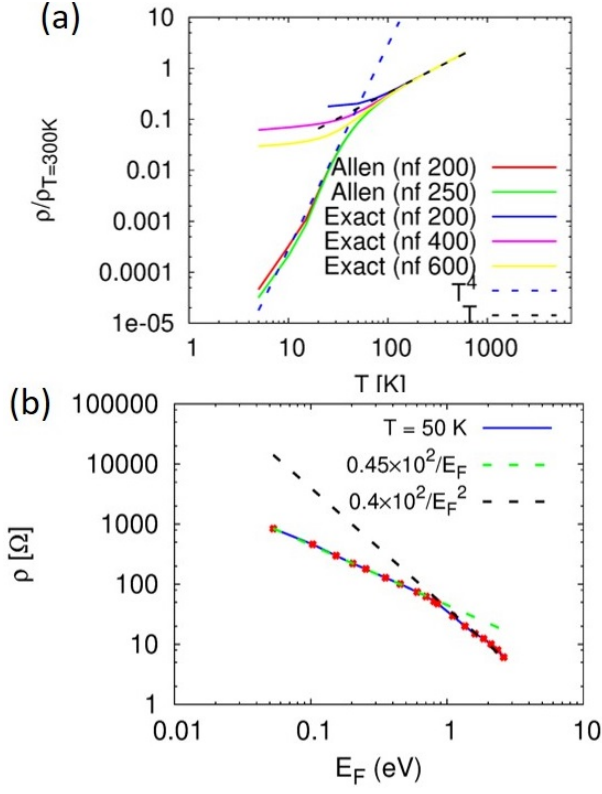 (a)
10
1
0.1
0.01
0.001
0.0001
1e-05
ρ/ρT=300K
Allen (nf 200)
Allen (nf 250)
Exact (nf 200)
Exact (nf 400)
Exact (nf 600)
T⁴
T
1 10 100 1000
T [K]
(b)
100000
10000
1000
100
10
1
ρ [Ω]
T = 50 K
0.45×10²/EF
0.4×10²/EF²
0.01 0.1 1 10
EF (eV)